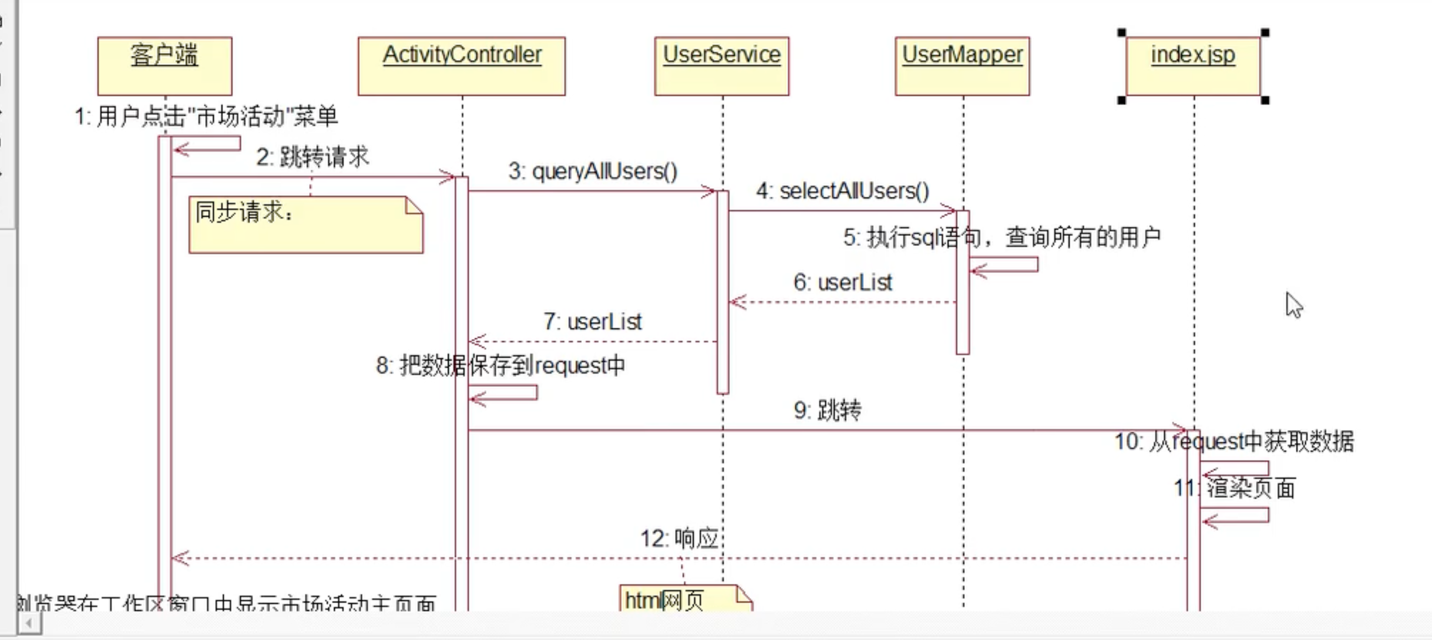 客户端
ActivityController
UserService
UserMapper
index.jsp
1: 用户点击"市场活动"菜单
2: 跳转请求
同步请求：
3: queryAllUsers()
4: selectAllUsers()
5: 执行sql语句，查询所有的用户
6: userList
7: userList
8: 把数据保存到request中
9: 跳转
10: 从request中获取数据
11: 渲染页面
12: 响应
html网页
浏览器在工作区窗口中显示市场活动主页面